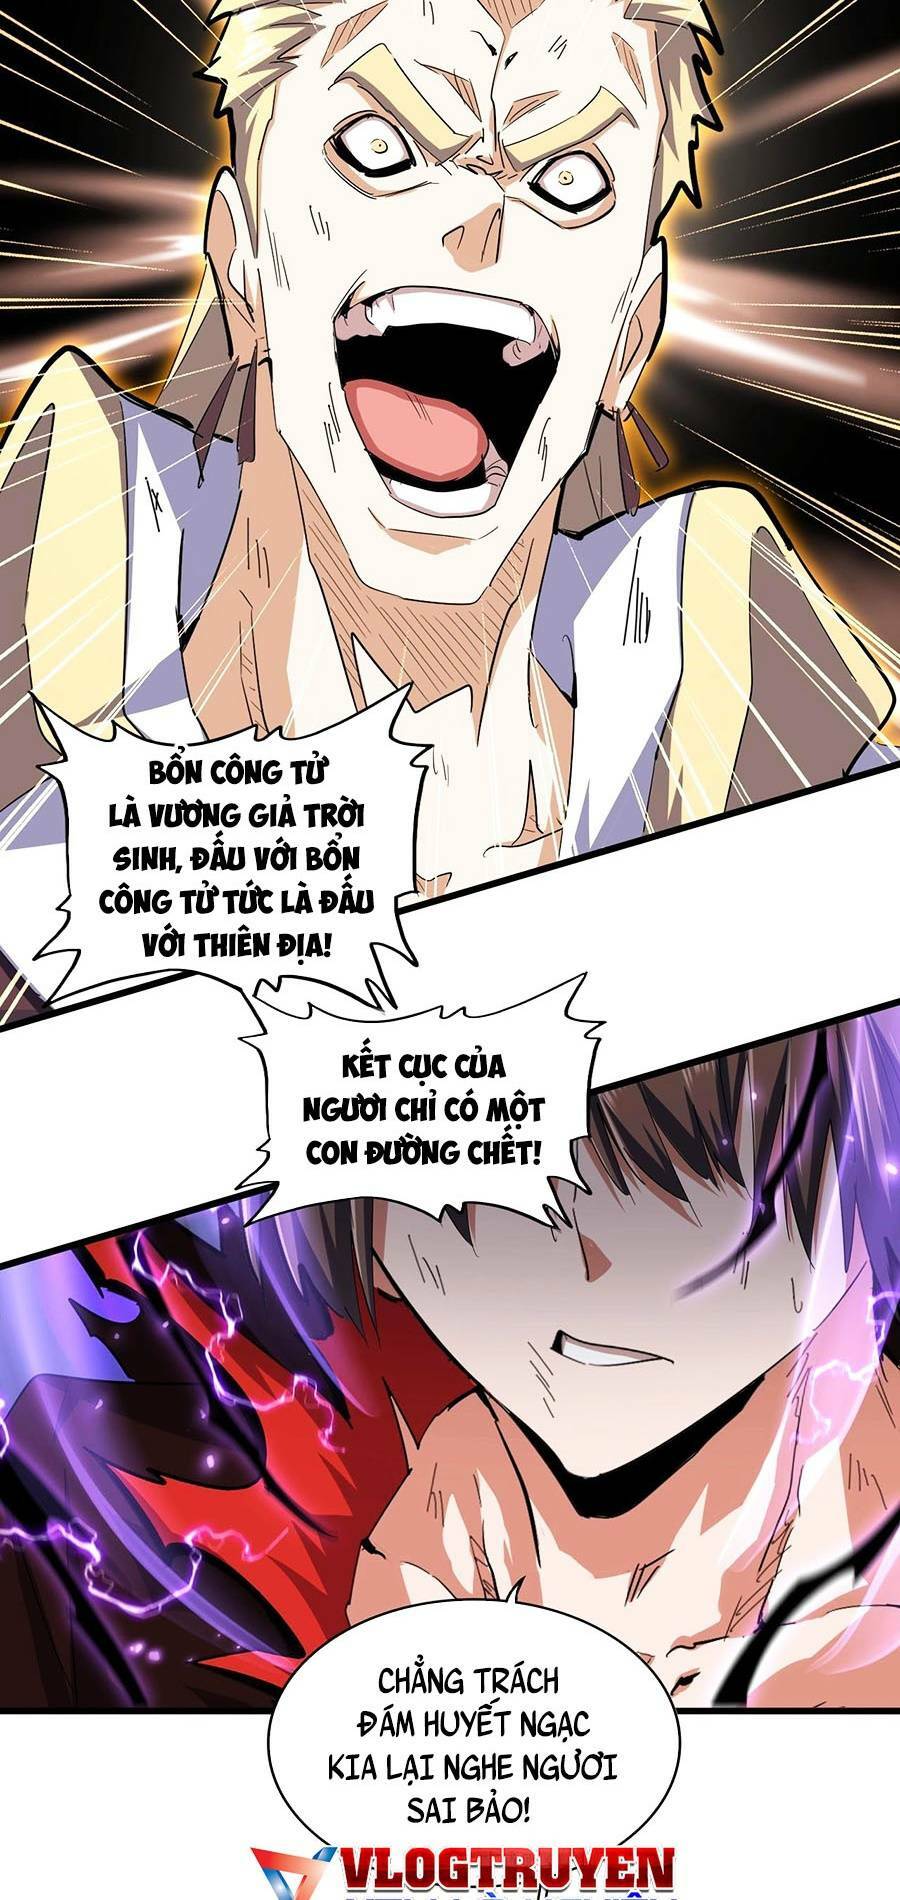 BỔN CÔNG TỬ
LÀ VƯƠNG GIẢ TRỜI
SINH, ĐẤU VỚI BỔN
CÔNG TỬ TỨC LÀ ĐẤU
VỚI THIÊN ĐỊA!
KẾT CỤC CỦA
NGƯƠI CHỈ CÓ MỘT
CON ĐƯỜNG CHẾT!
CHẲNG TRÁCH
ĐÁM HUYẾT NGẠC
KIA LẠI NGHE NGƯƠI
SAI BẢO!
VLOGTRUYEN